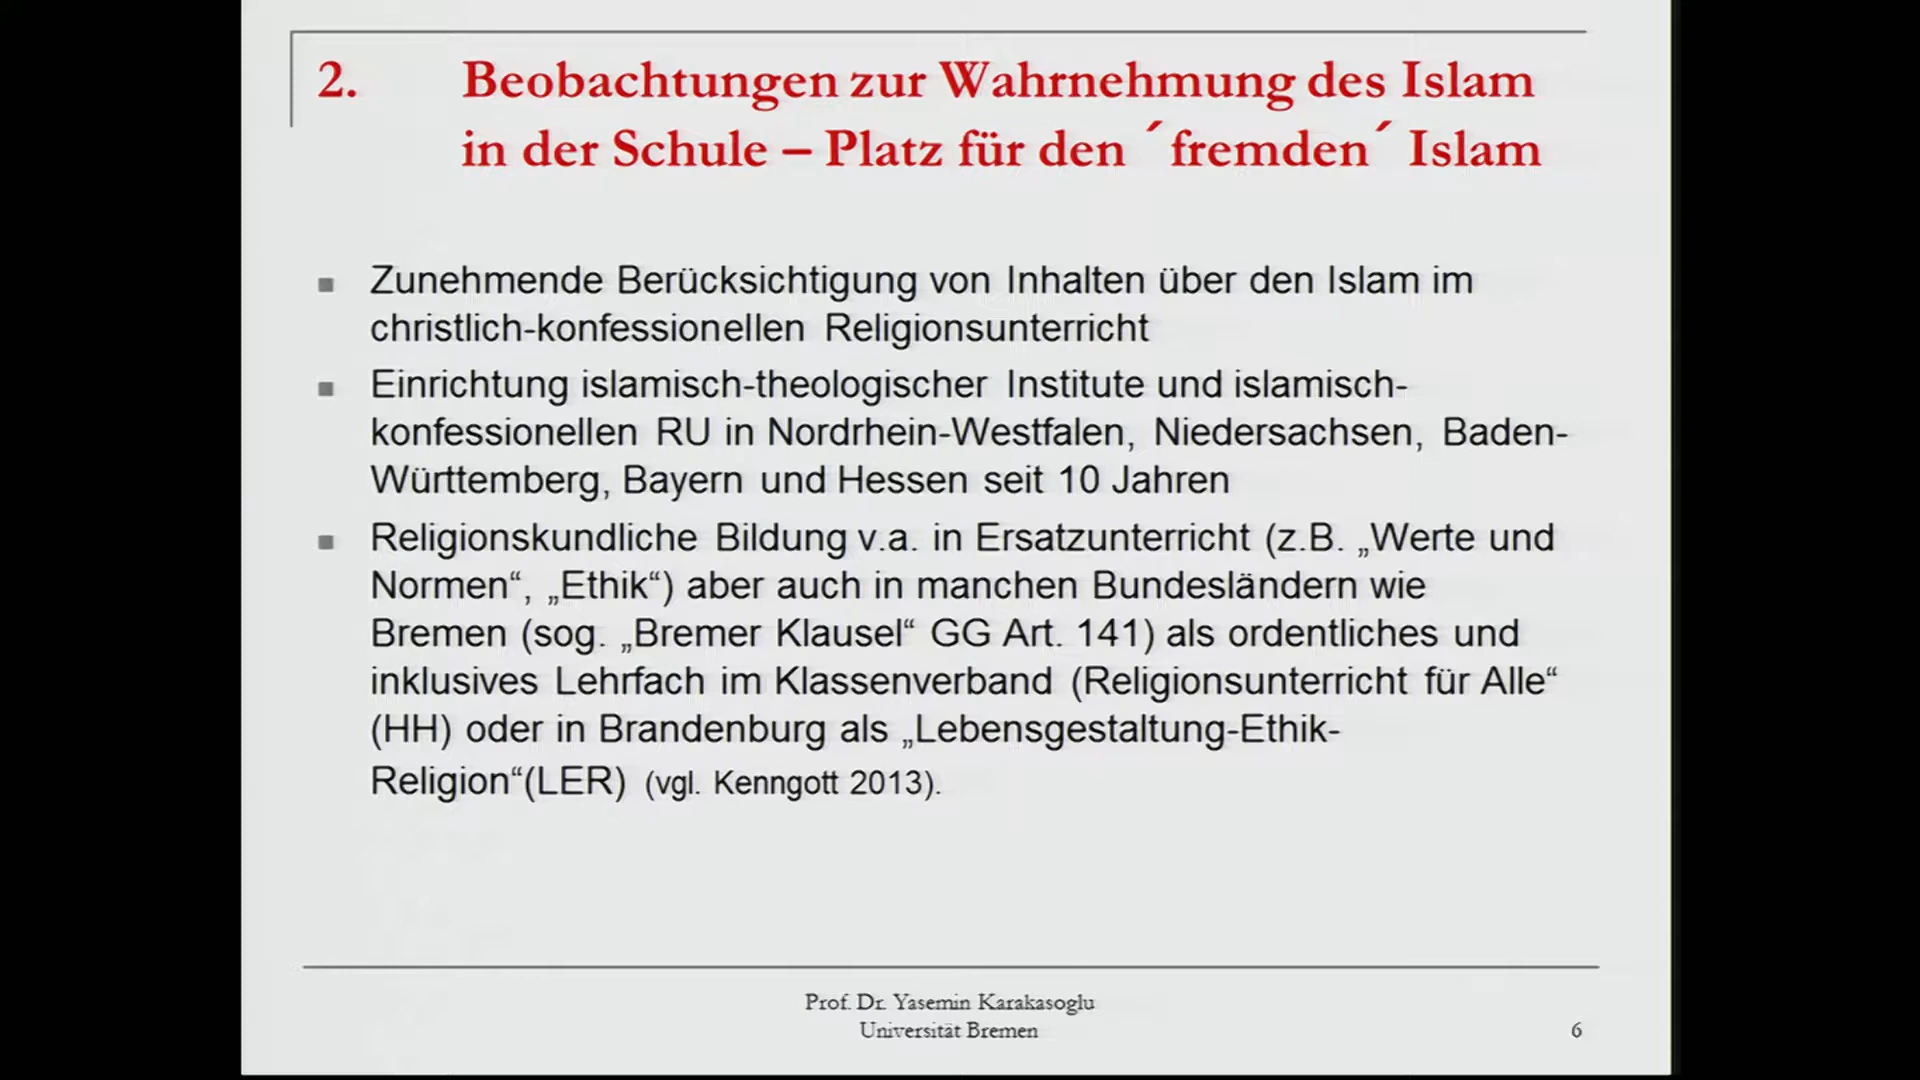 2. Beobachtungen zur Wahrnehmung des Islam
in der Schule – Platz für den ´fremden´ Islam
Zunehmende Berücksichtigung von Inhalten über den Islam im
christlich-konfessionellen Religionsunterricht
Einrichtung islamisch-theologischer Institute und islamisch-
konfessionellen RU in Nordrhein-Westfalen, Niedersachsen, Baden-
Württemberg, Bayern und Hessen seit 10 Jahren
Religionskundliche Bildung v.a. in Ersatzunterricht (z.B. „Werte und
Normen“, „Ethik“) aber auch in manchen Bundesländern wie
Bremen (sog. „Bremer Klausel“ GG Art. 141) als ordentliches und
inklusives Lehrfach im Klassenverband (Religionsunterricht für Alle“
(HH) oder in Brandenburg als „Lebensgestaltung-Ethik-
Religion“(LER) (vgl. Kenngott 2013).
Prof. Dr. Yasemin Karakasoglu
Universität Bremen
6